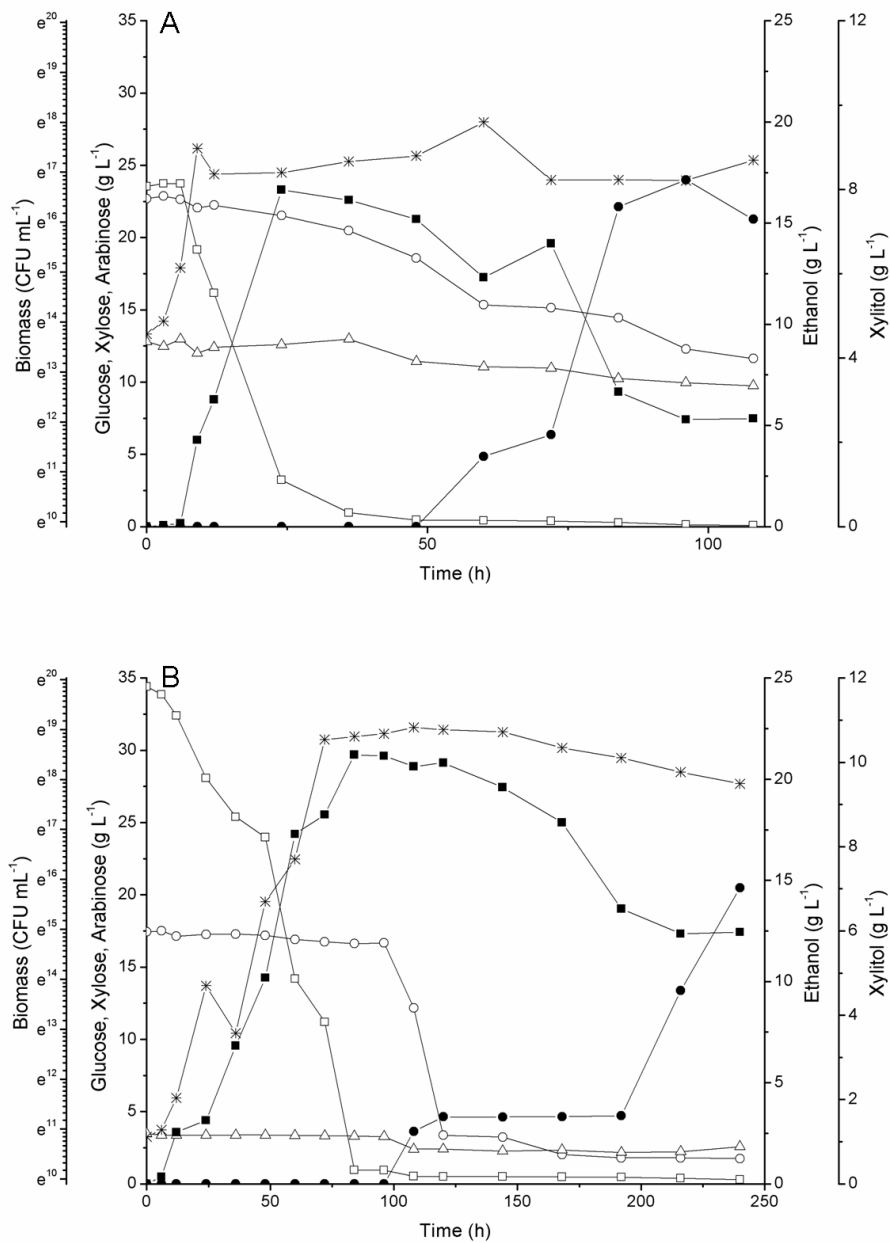 A
e20
e19
e18
e17
e16
e15
e14
e13
e12
e11
e10
Biomass (CFU mL-1)
35
30
25
20
15
10
5
0
Glucose, Xylose, Arabinose (g L-1)
25
20
15
10
5
0
Ethanol (g L-1)
12
8
4
0
Xylitol (g L-1)
0 50 100
Time (h)
B
e20
e19
e18
e17
e16
e15
e14
e13
e12
e11
e10
Biomass (CFU mL-1)
35
30
25
20
15
10
5
0
Glucose, Xylose, Arabinose (g L-1)
25
20
15
10
5
0
Ethanol (g L-1)
12
10
8
6
4
2
0
Xylitol (g L-1)
0 50 100 150 200 250
Time (h)